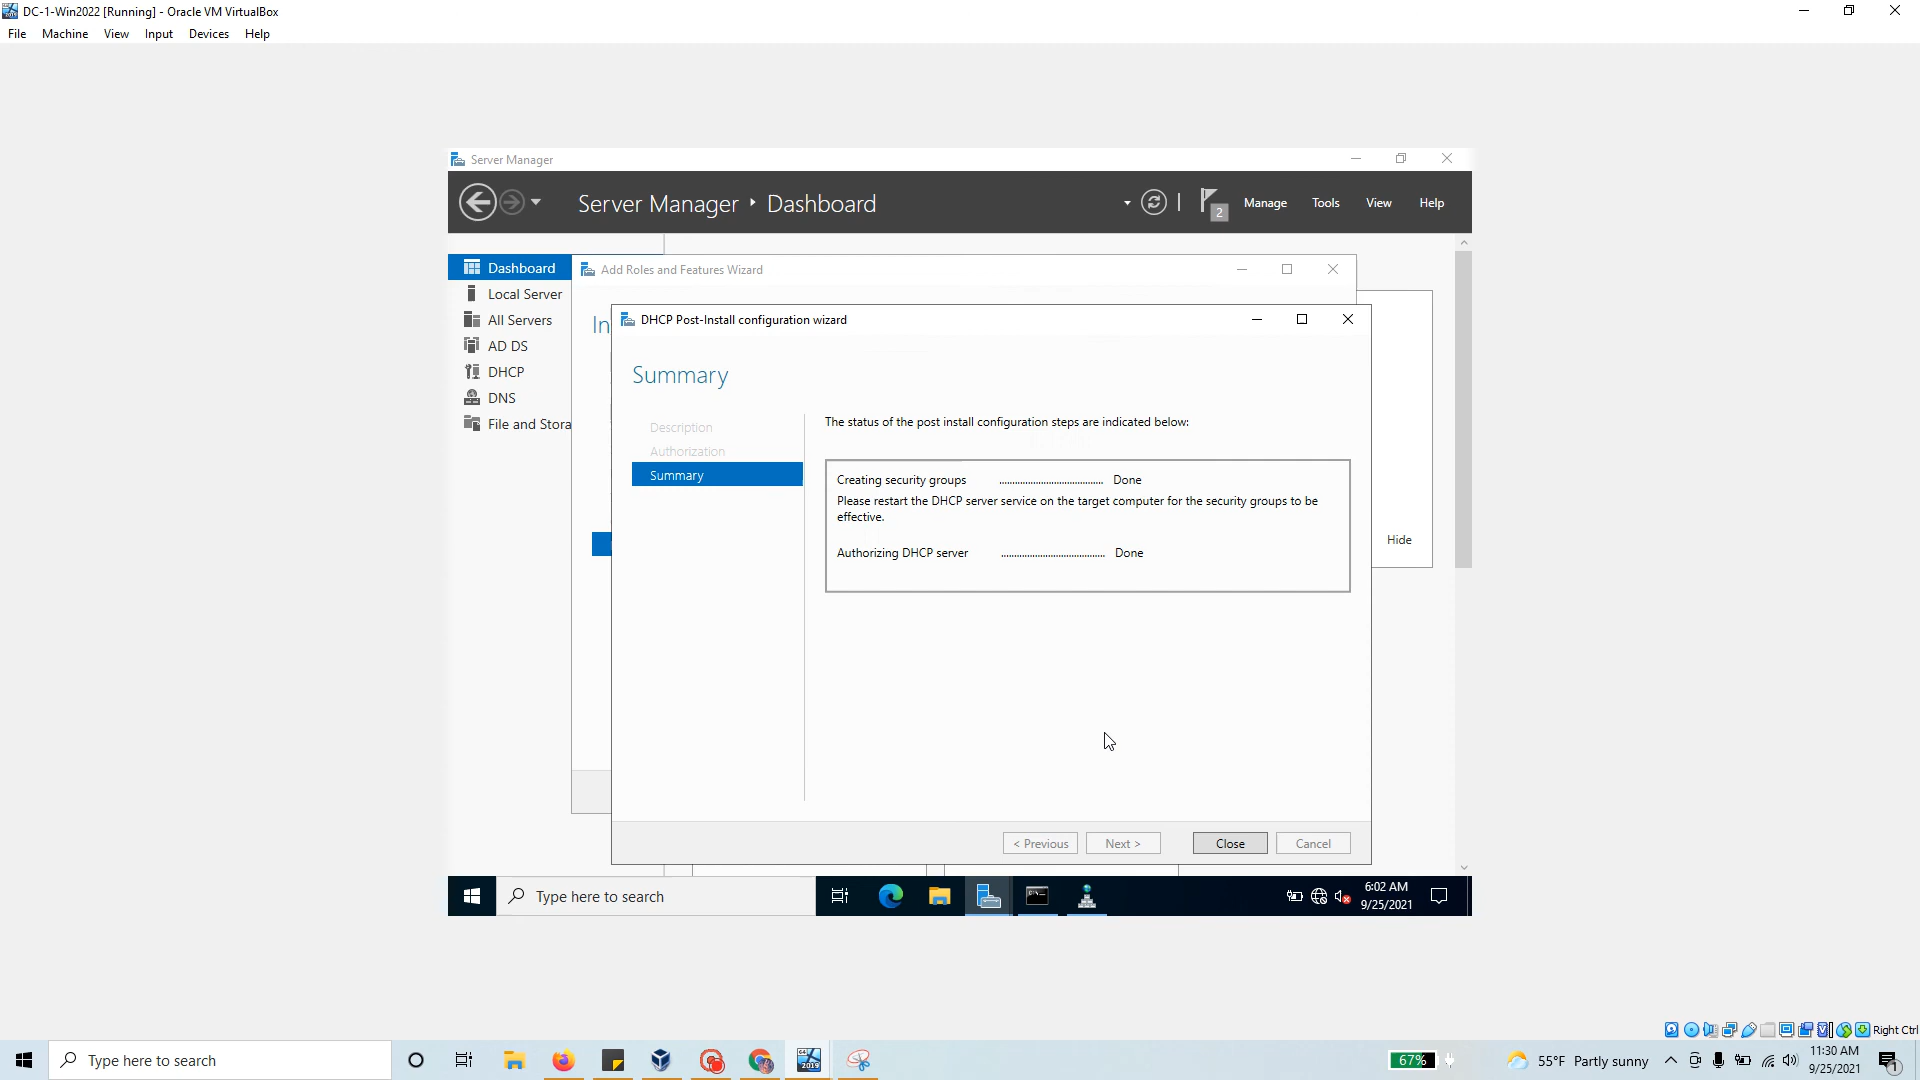 DC-1-Win2022 [Running] - Oracle VM VirtualBox
File Machine View Input Devices Help
Server Manager
Server Manager ‣ Dashboard
2
Manage Tools View Help
Dashboard
Local Server
All Servers
AD DS
DHCP
DNS
File and Stora
Add Roles and Features Wizard
In
DHCP Post-Install configuration wizard
Summary
Description
Authorization
Summary
The status of the post install configuration steps are indicated below:
Creating security groups ........................................ Done
Please restart the DHCP server service on the target computer for the security groups to be
effective.
Authorizing DHCP server ........................................ Done
Hide
< Previous Next > Close Cancel
Type here to search
6:02 AM
9/25/2021
Right Ctrl
Type here to search
2019
67%
55°F Partly sunny
11:30 AM
9/25/2021
1